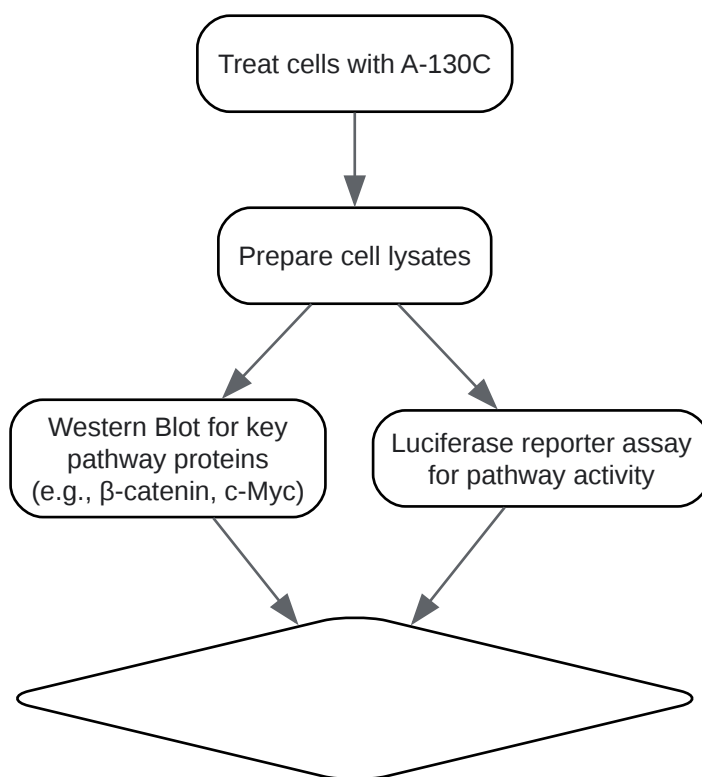 Treat cells with A-130C
Prepare cell lysates
Western Blot for key
pathway proteins
(e.g., β-catenin, c-Myc)
Luciferase reporter assay
for pathway activity